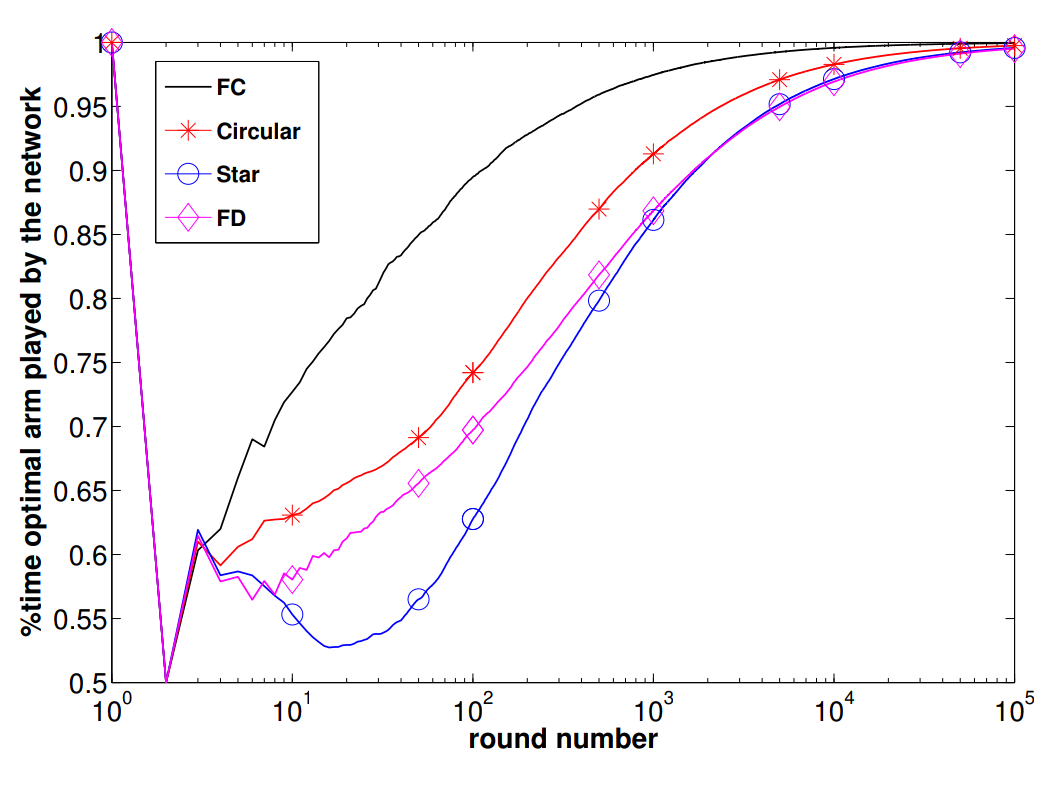 1
0.95
0.9
0.85
0.8
0.75
0.7
0.65
0.6
0.55
0.5
%time optimal arm played by the network
FC
Circular
Star
FD
10^0 10^1 10^2 10^3 10^4 10^5
round number